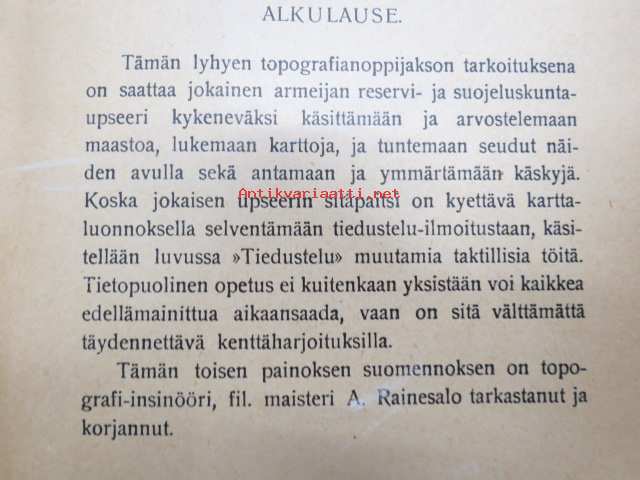 ALKULAUSE.
Tämän lyhyen topografianoppijakson tarkoituksena
on saattaa jokainen armeijan reservi- ja suojeluskunta-
upseeri kykeneväksi käsittämään ja arvostelemaan
maastoa, lukemaan karttoja, ja tuntemaan seudut näi-
den avulla sekä antamaan ja ymmärtämään käskyjä.
Antikvariaatti.net
Koska jokaisen upseerin sitäpaitsi on kyettävä kartta-
luonnoksella selventämään tiedustelu-ilmoitustaan, käsi-
tellään luvussa »Tiedustelu» muutamia taktillisia töitä.
Tietopuolinen opetus ei kuitenkaan yksistään voi kaikkea
edellämainittua aikaansaada, vaan on sitä välttämättä
täydennettävä kenttäharjoituksilla.
Tämän toisen painoksen suomennoksen on topo-
grafi-insinööri, fil. maisteri A. Rainesalo tarkastanut ja
korjannut.